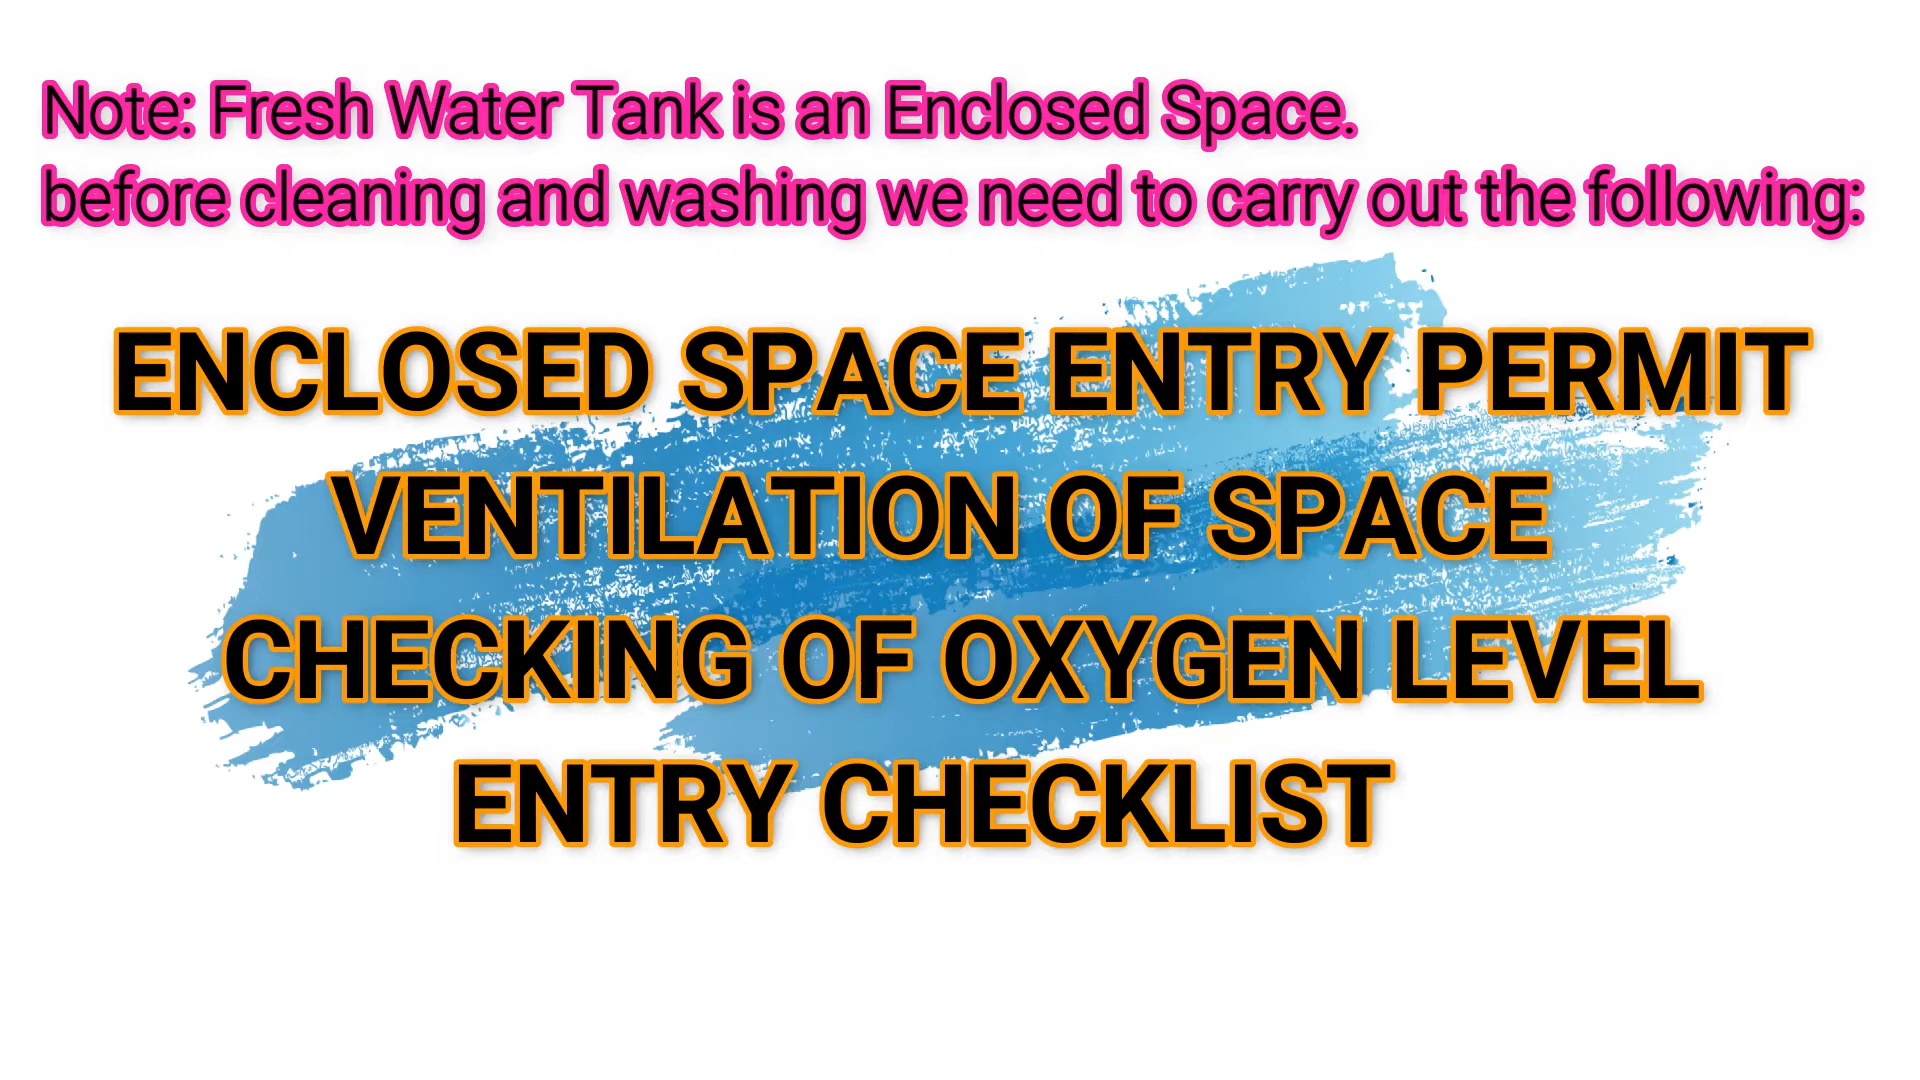 Note: Fresh Water Tank is an Enclosed Space.
before cleaning and washing we need to carry out the following:
ENCLOSED SPACE ENTRY PERMIT
VENTILATION OF SPACE
CHECKING OF OXYGEN LEVEL
ENTRY CHECKLIST